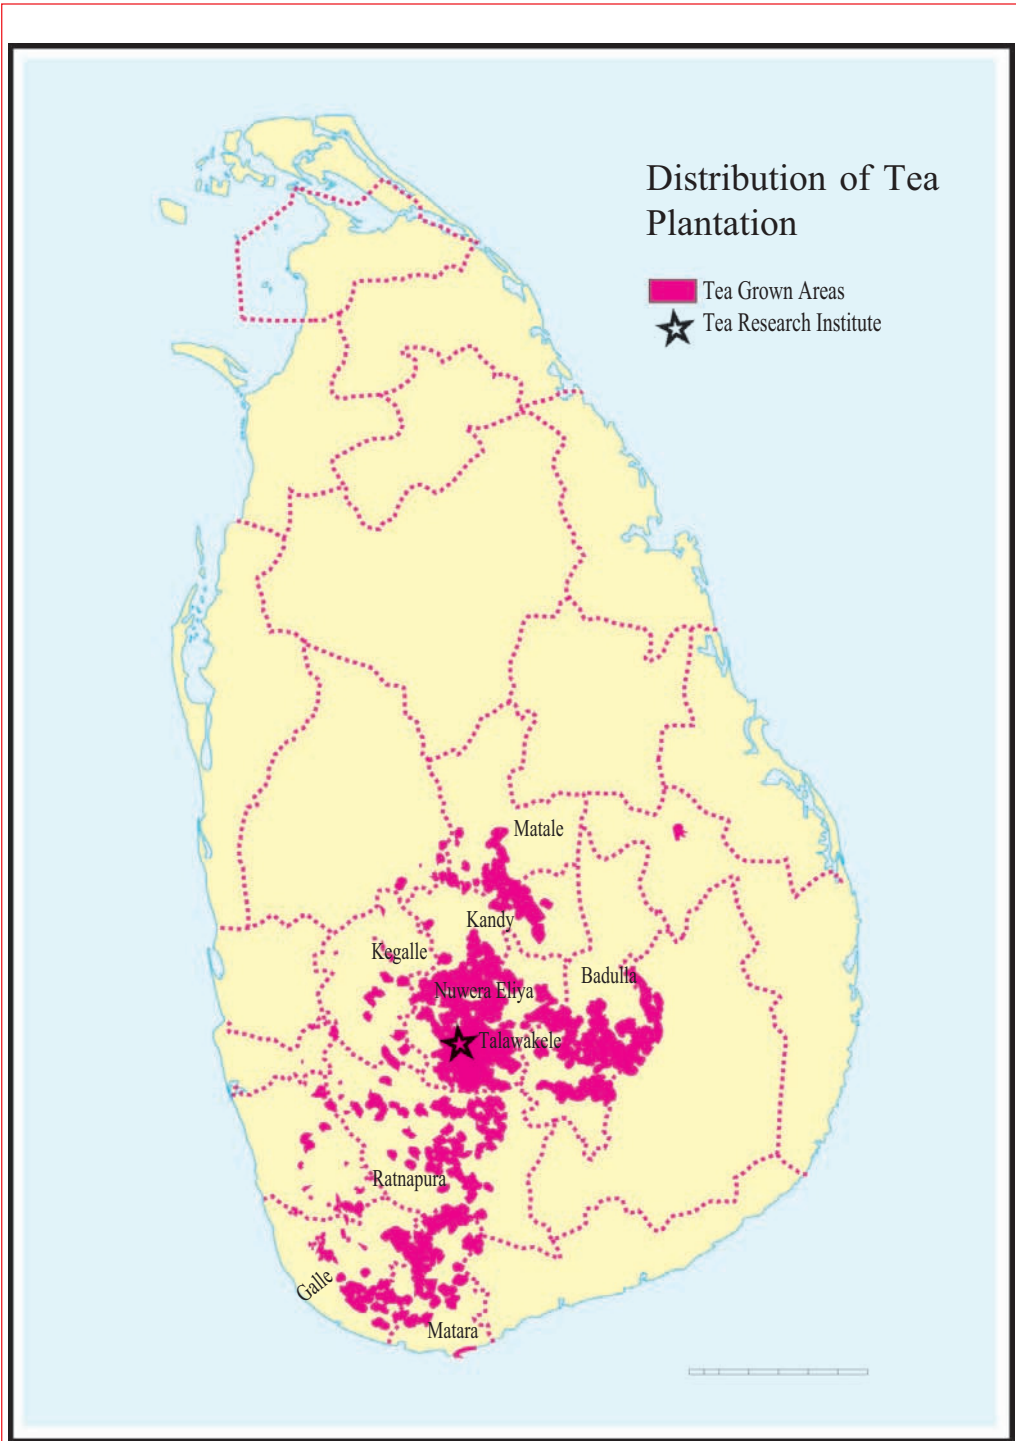 Distribution of Tea
Plantation
Tea Grown Areas
Tea Research Institute
Matale
Kandy
Kegalle
Badulla
Nuwera Eliya
Talawakele
Ratnapura
Galle
Matara